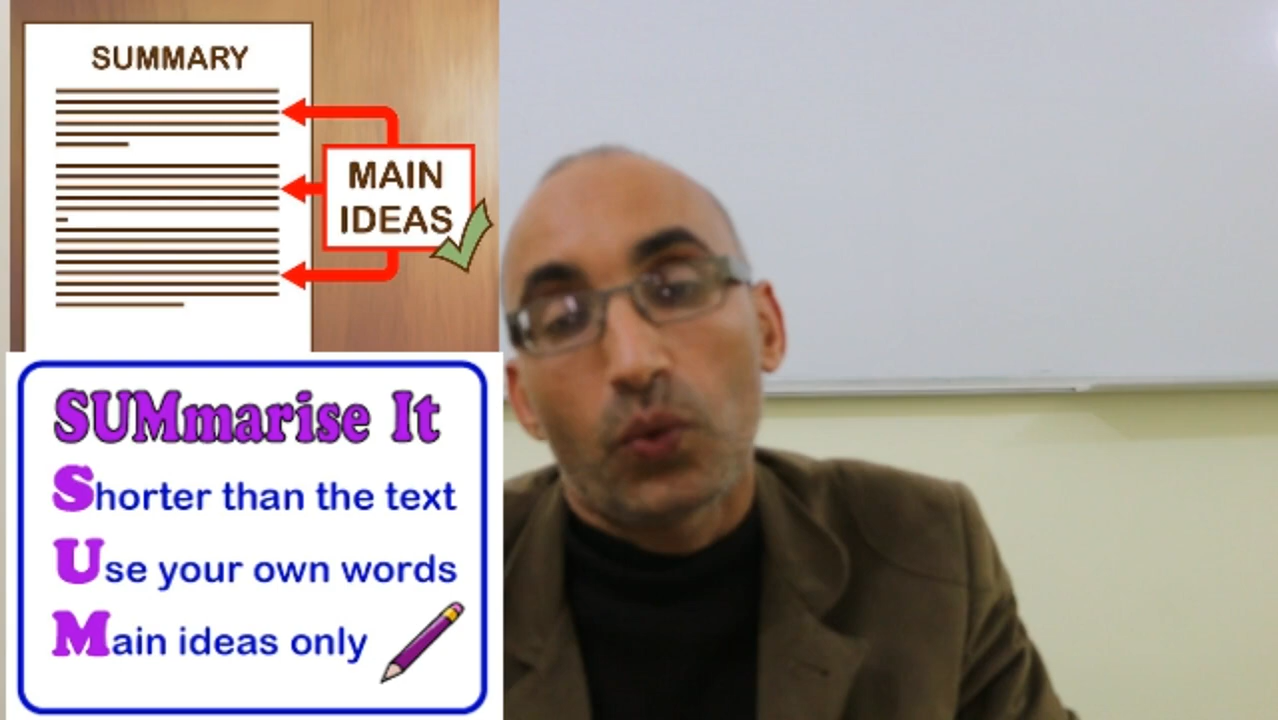 SUMMARY
MAIN
IDEAS
SUMmarise It
Shorter than the text
Use your own words
Main ideas only